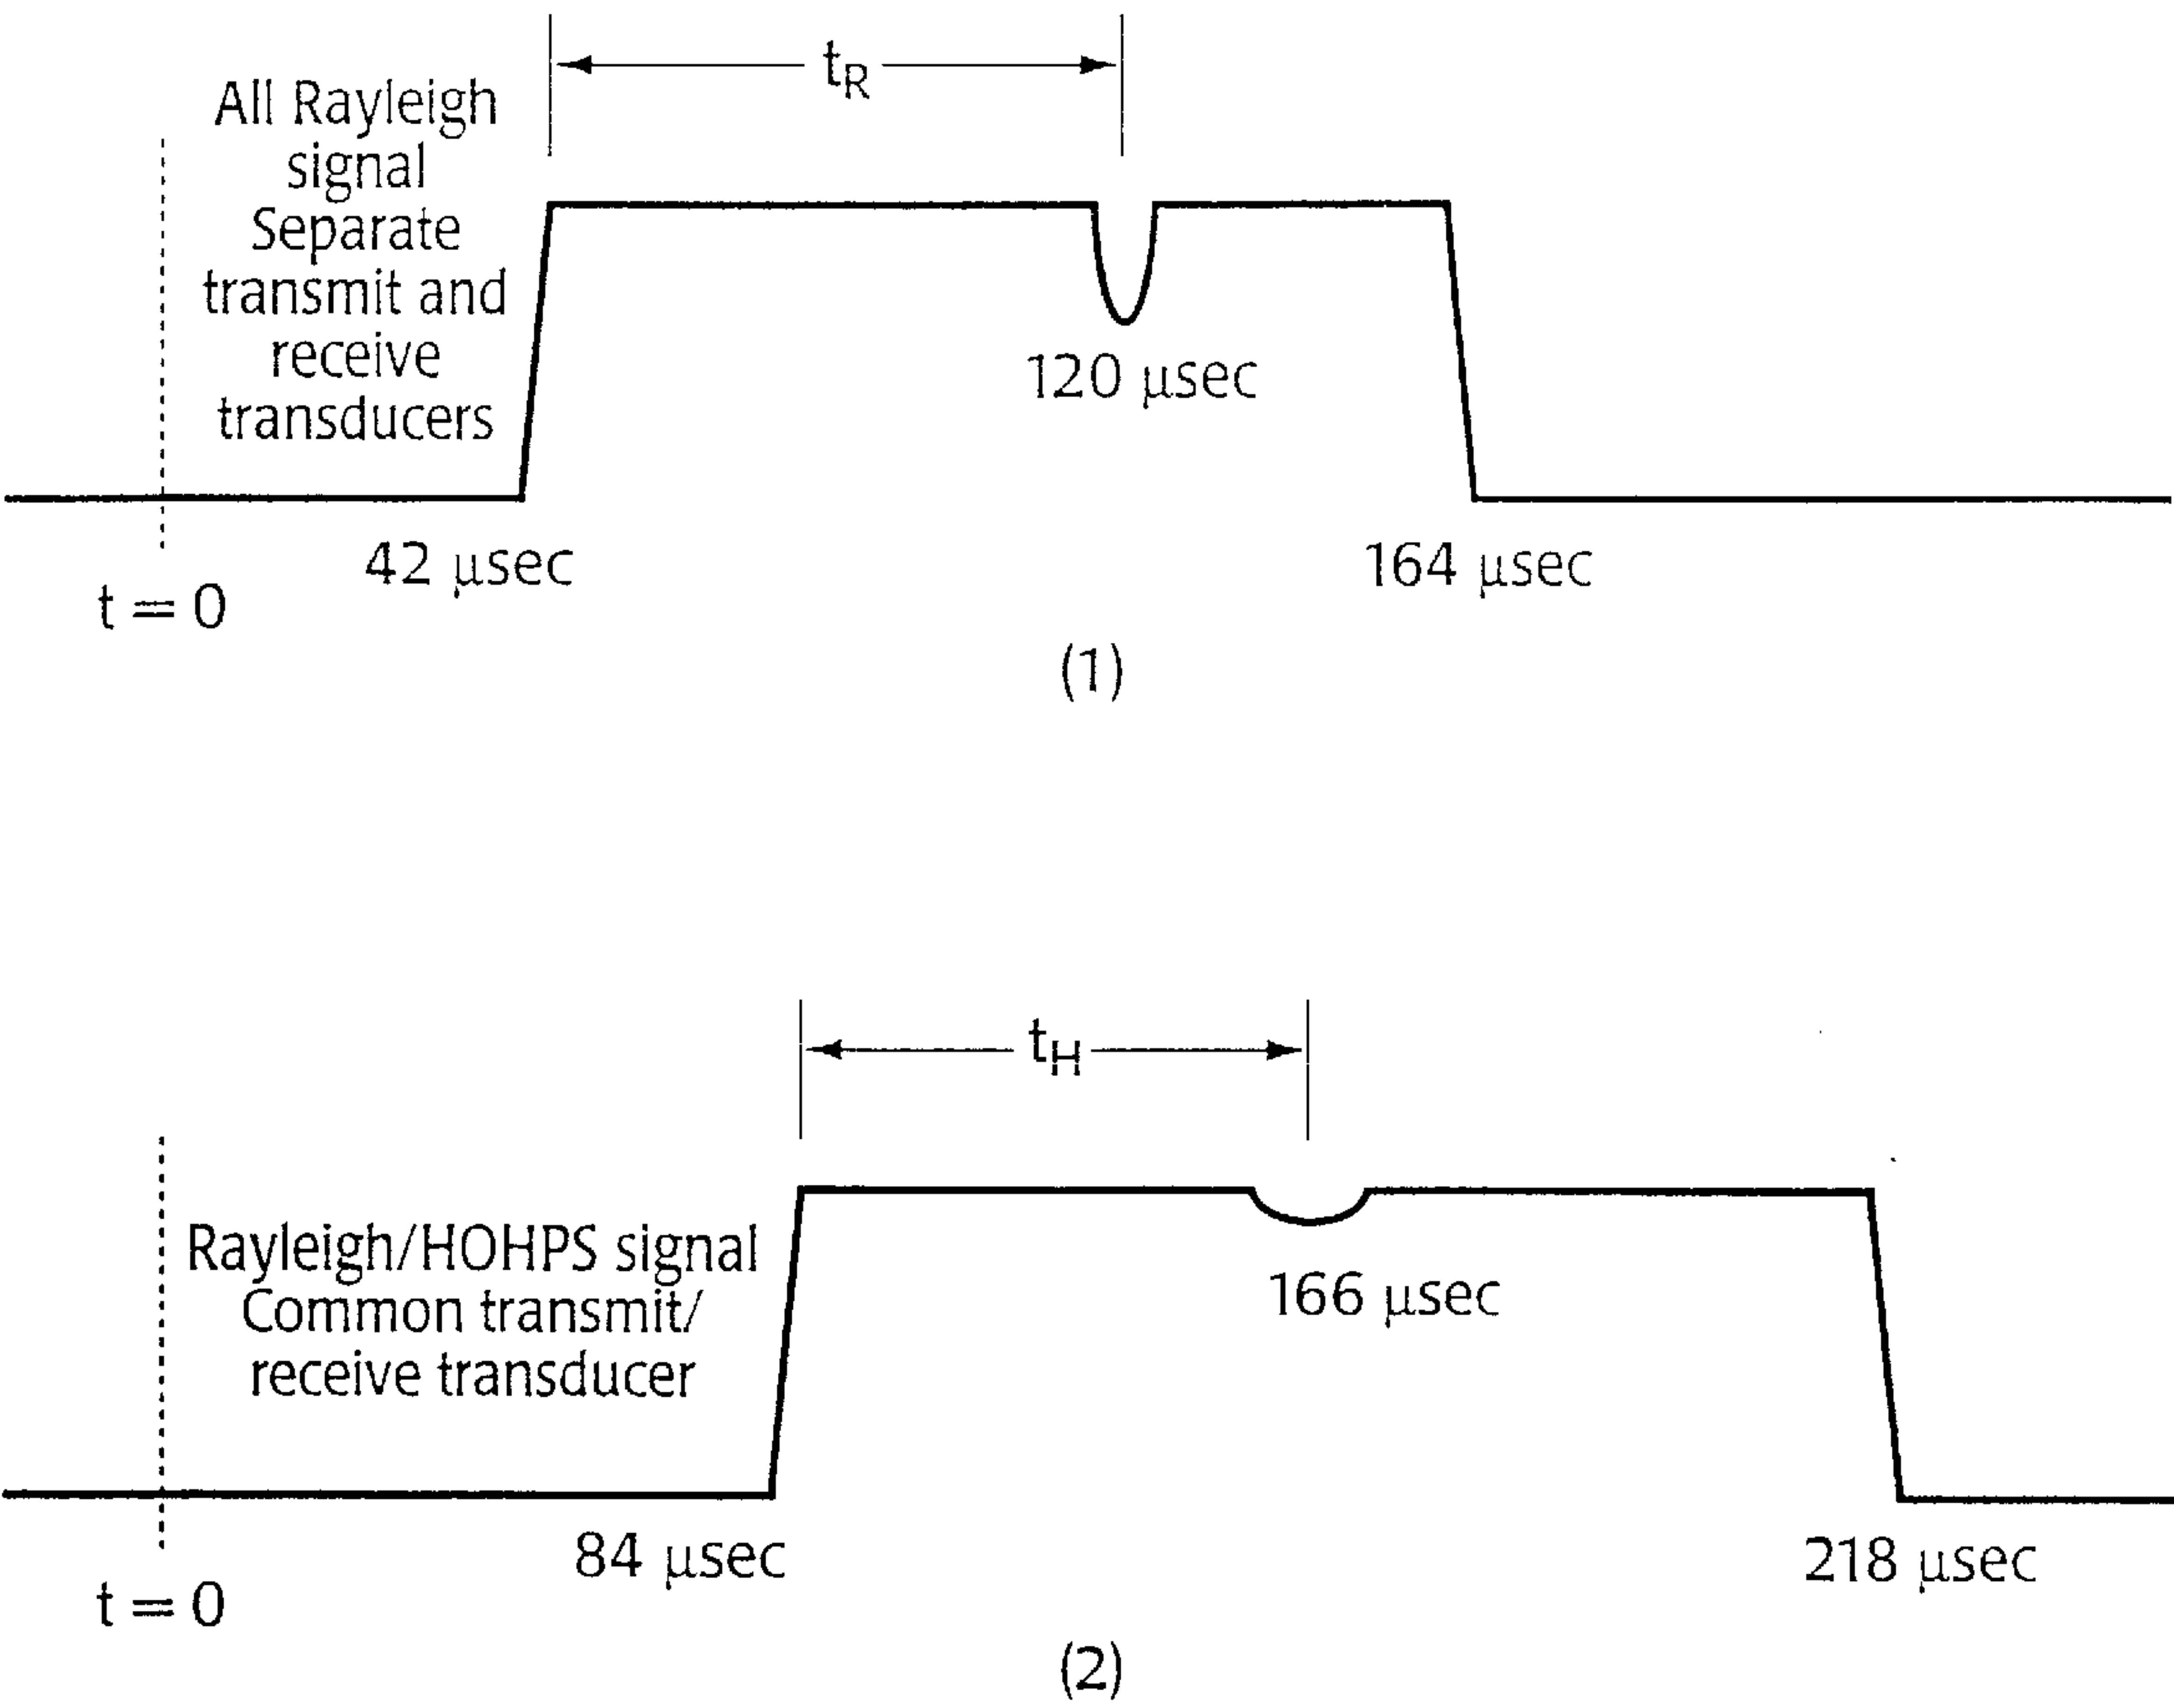 t_R
All Rayleigh
signal
Separate
transmit and
receive
transducers
120 μsec
42 μsec
164 μsec
t = 0
(1)
t_H
Rayleigh/HOHPS signal
Common transmit/
receive transducer
166 μsec
84 μsec
218 μsec
t = 0
(2)